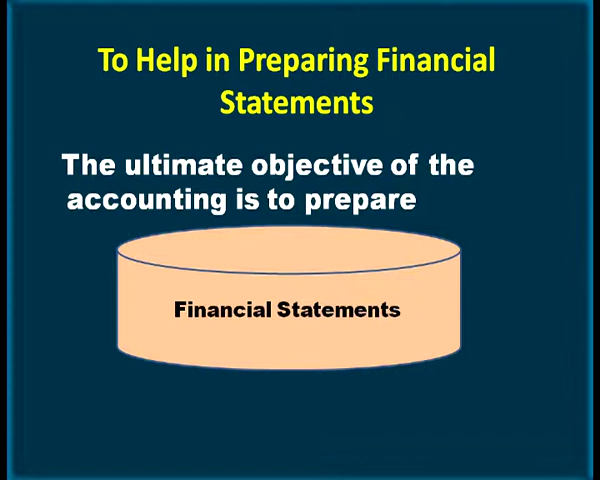 To Help in Preparing Financial
Statements
The ultimate objective of the
accounting is to prepare
Financial Statements